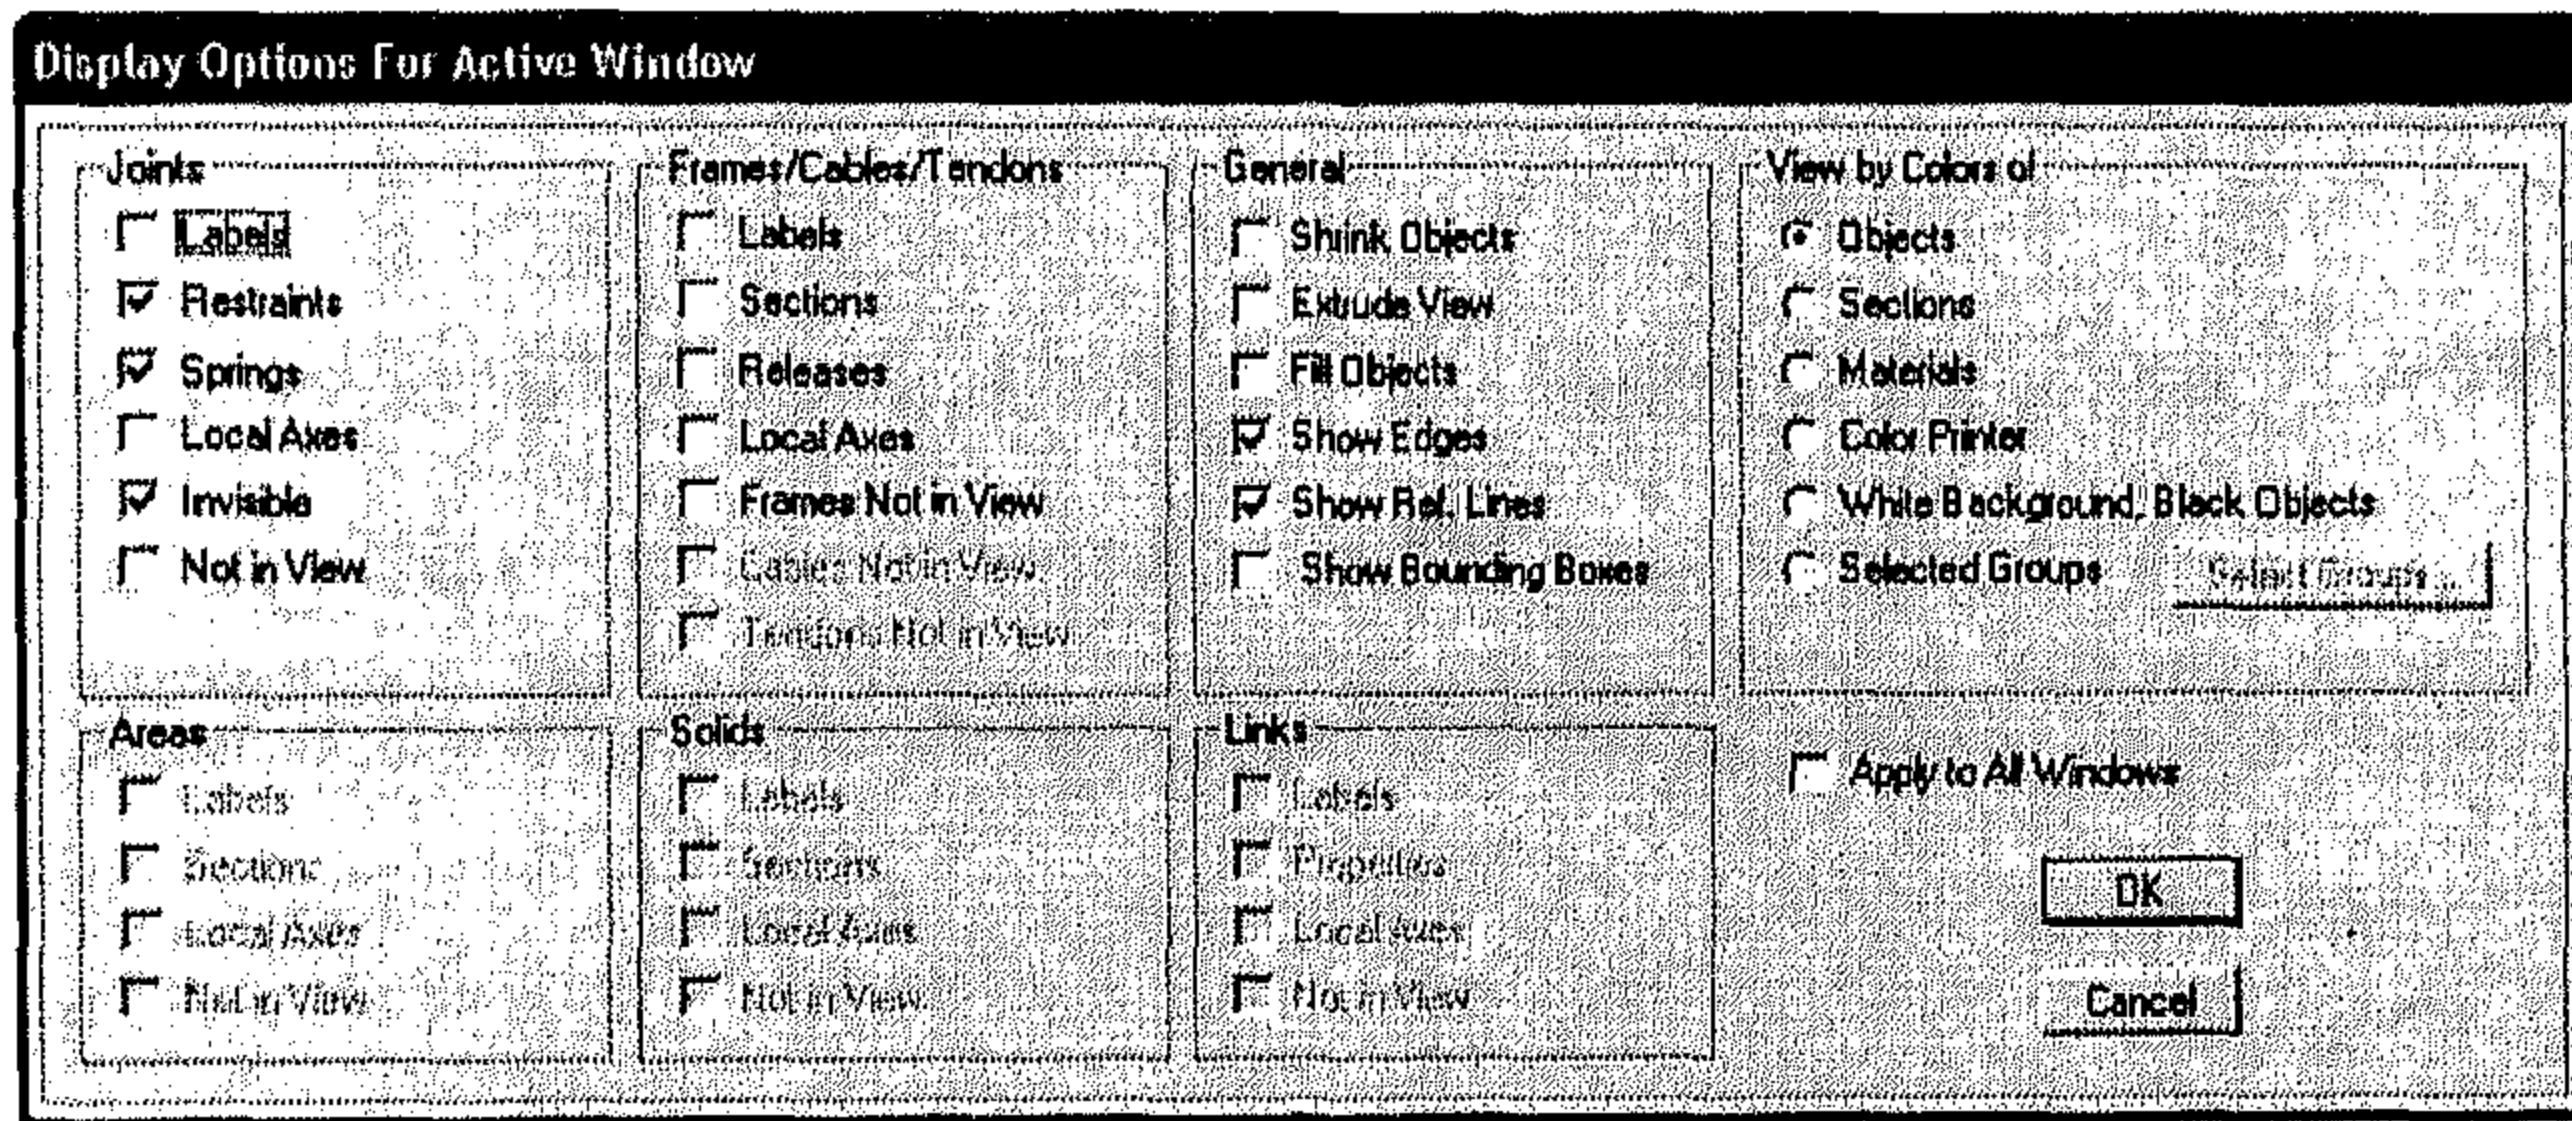 Display Options For Active Window
Joints
Labels
Restraints
Springs
Local Axes
Invisible
Not in View
Frames/Cables/Tendons
Labels
Sections
Releases
Local Axes
Frames Not in View
Cables Not in View
Tendons Not in View
General
Shrink Objects
Extrude View
Fill Objects
Show Edges
Show Ref. Lines
Show Bounding Boxes
View by Colors of
Objects
Sections
Materials
Color Printer
White Background, Black Objects
Selected Groups
Select Groups...
Areas
Labels
Sections
Local Axes
Not in View
Solids
Labels
Sections
Local Axes
Not in View
Links
Labels
Properties
Local Axes
Not in View
Apply to All Windows
OK
Cancel